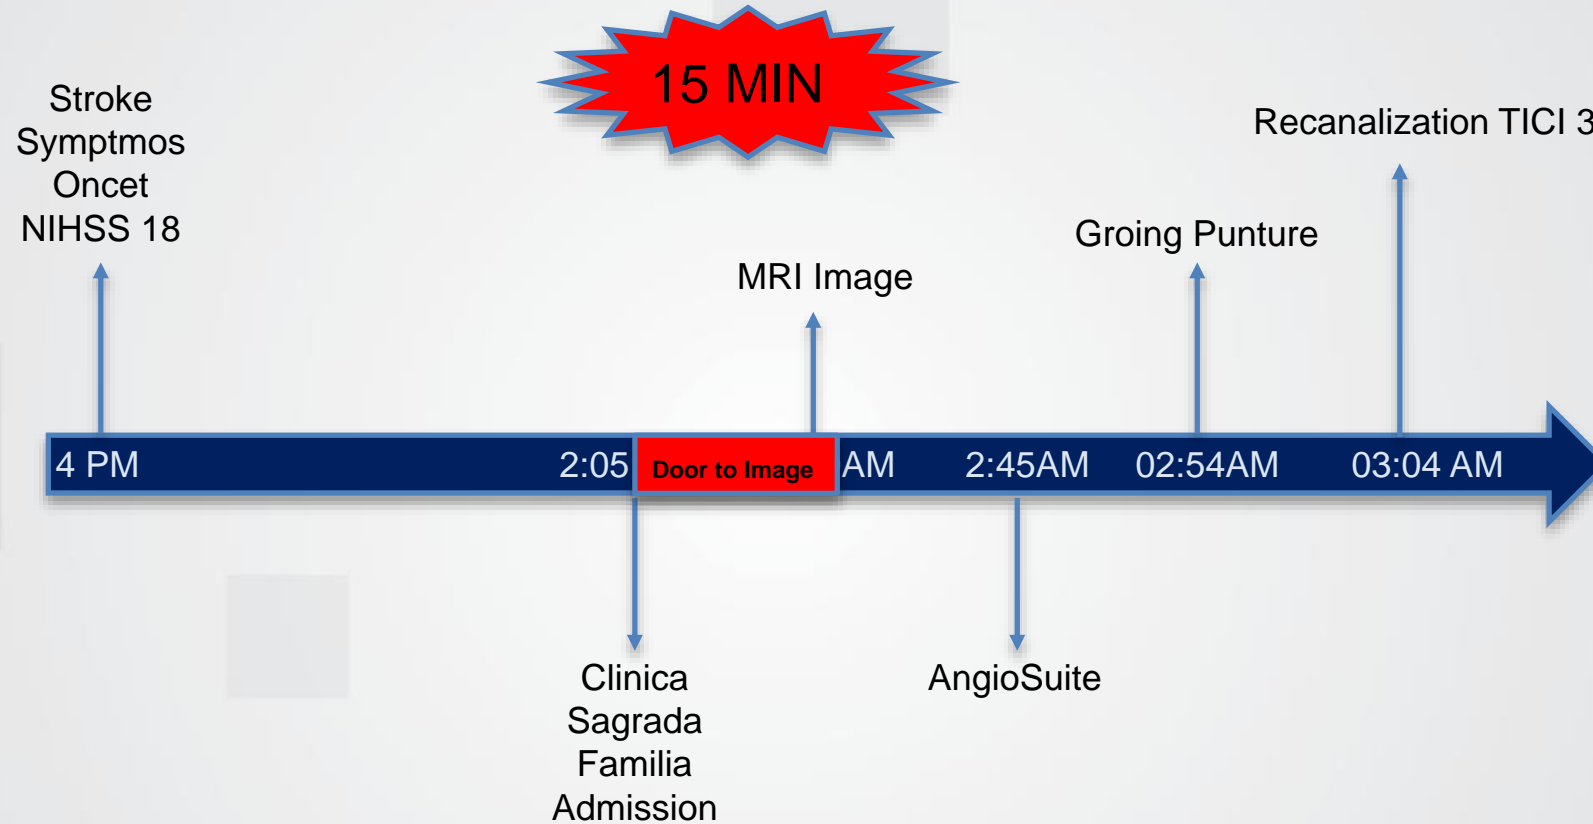 15 MIN
Stroke
Symptmos
Oncet
NIHSS 18
Recanalization TICI 3
Groing Punture
MRI Image
4 PM
2:05
Door to Image
AM
2:45AM
02:54AM
03:04 AM
Clinica
Sagrada
Familia
Admission
AngioSuite